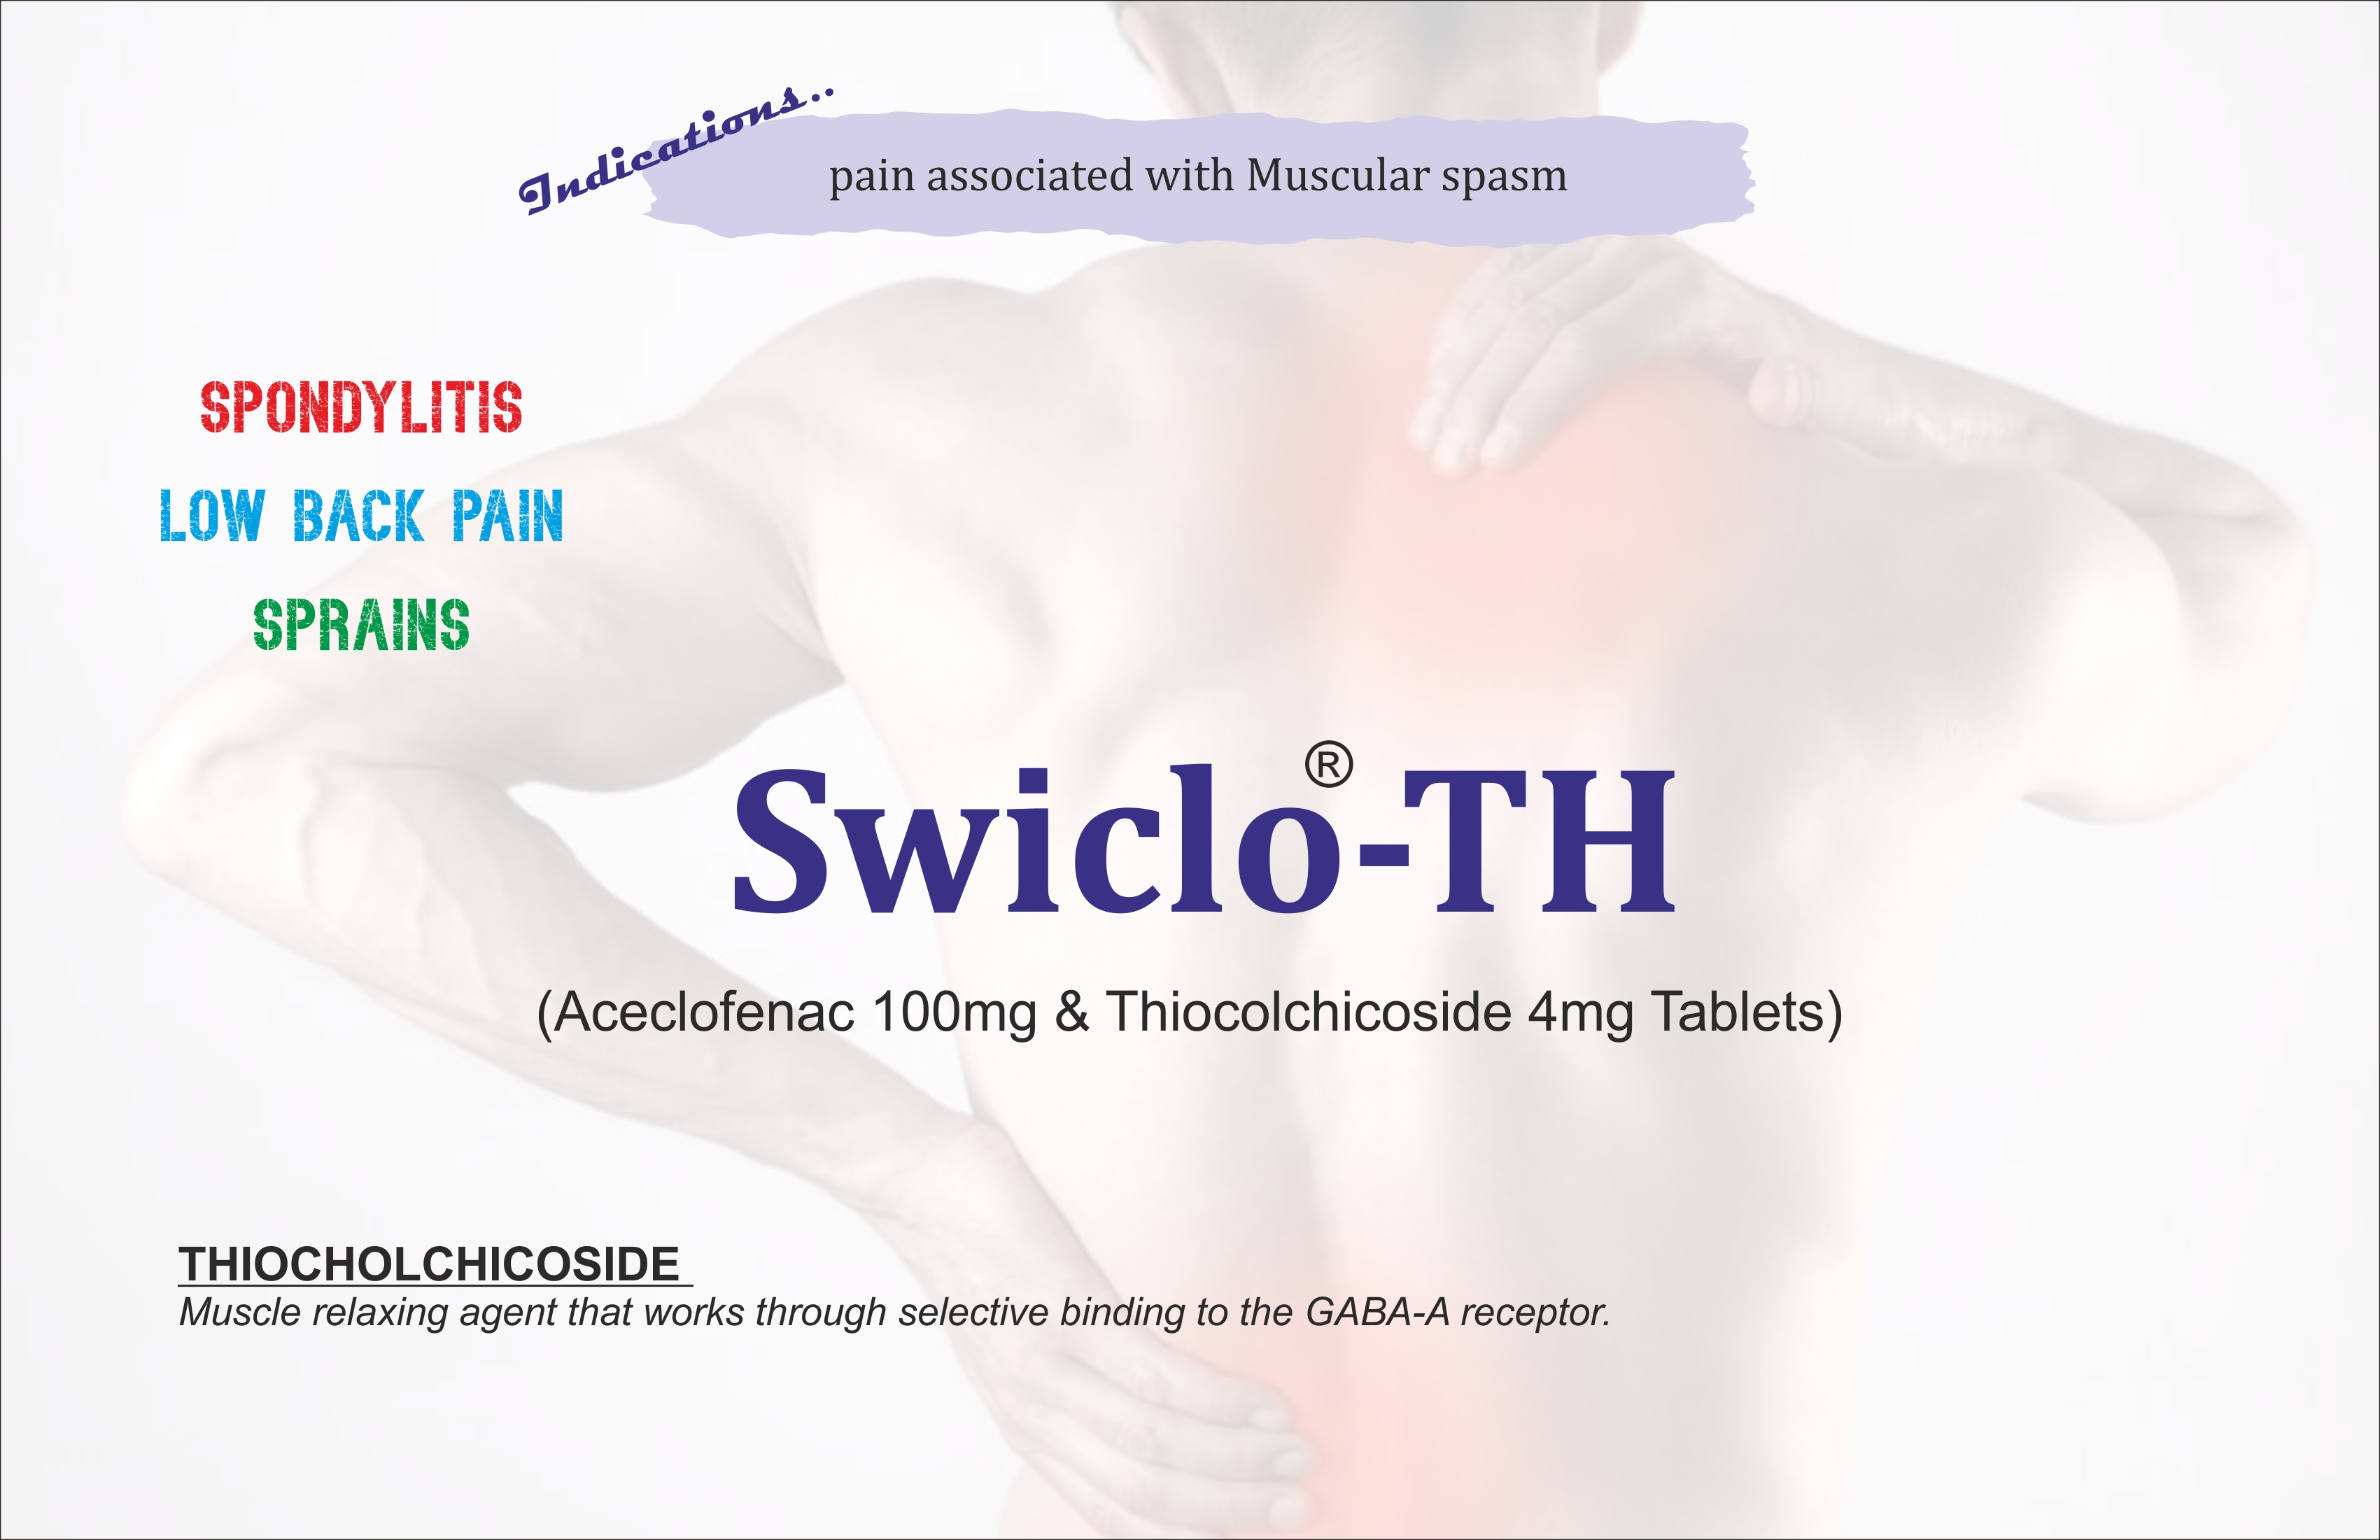 Indications..
pain associated with Muscular spasm
SPONDYLITIS
LOW BACK PAIN
SPRAINS
Swiclo®-TH
(Aceclofenac 100mg & Thiocolchicoside 4mg Tablets)
THIOCHOLCHICOSIDE
Muscle relaxing agent that works through selective binding to the GABA-A receptor.